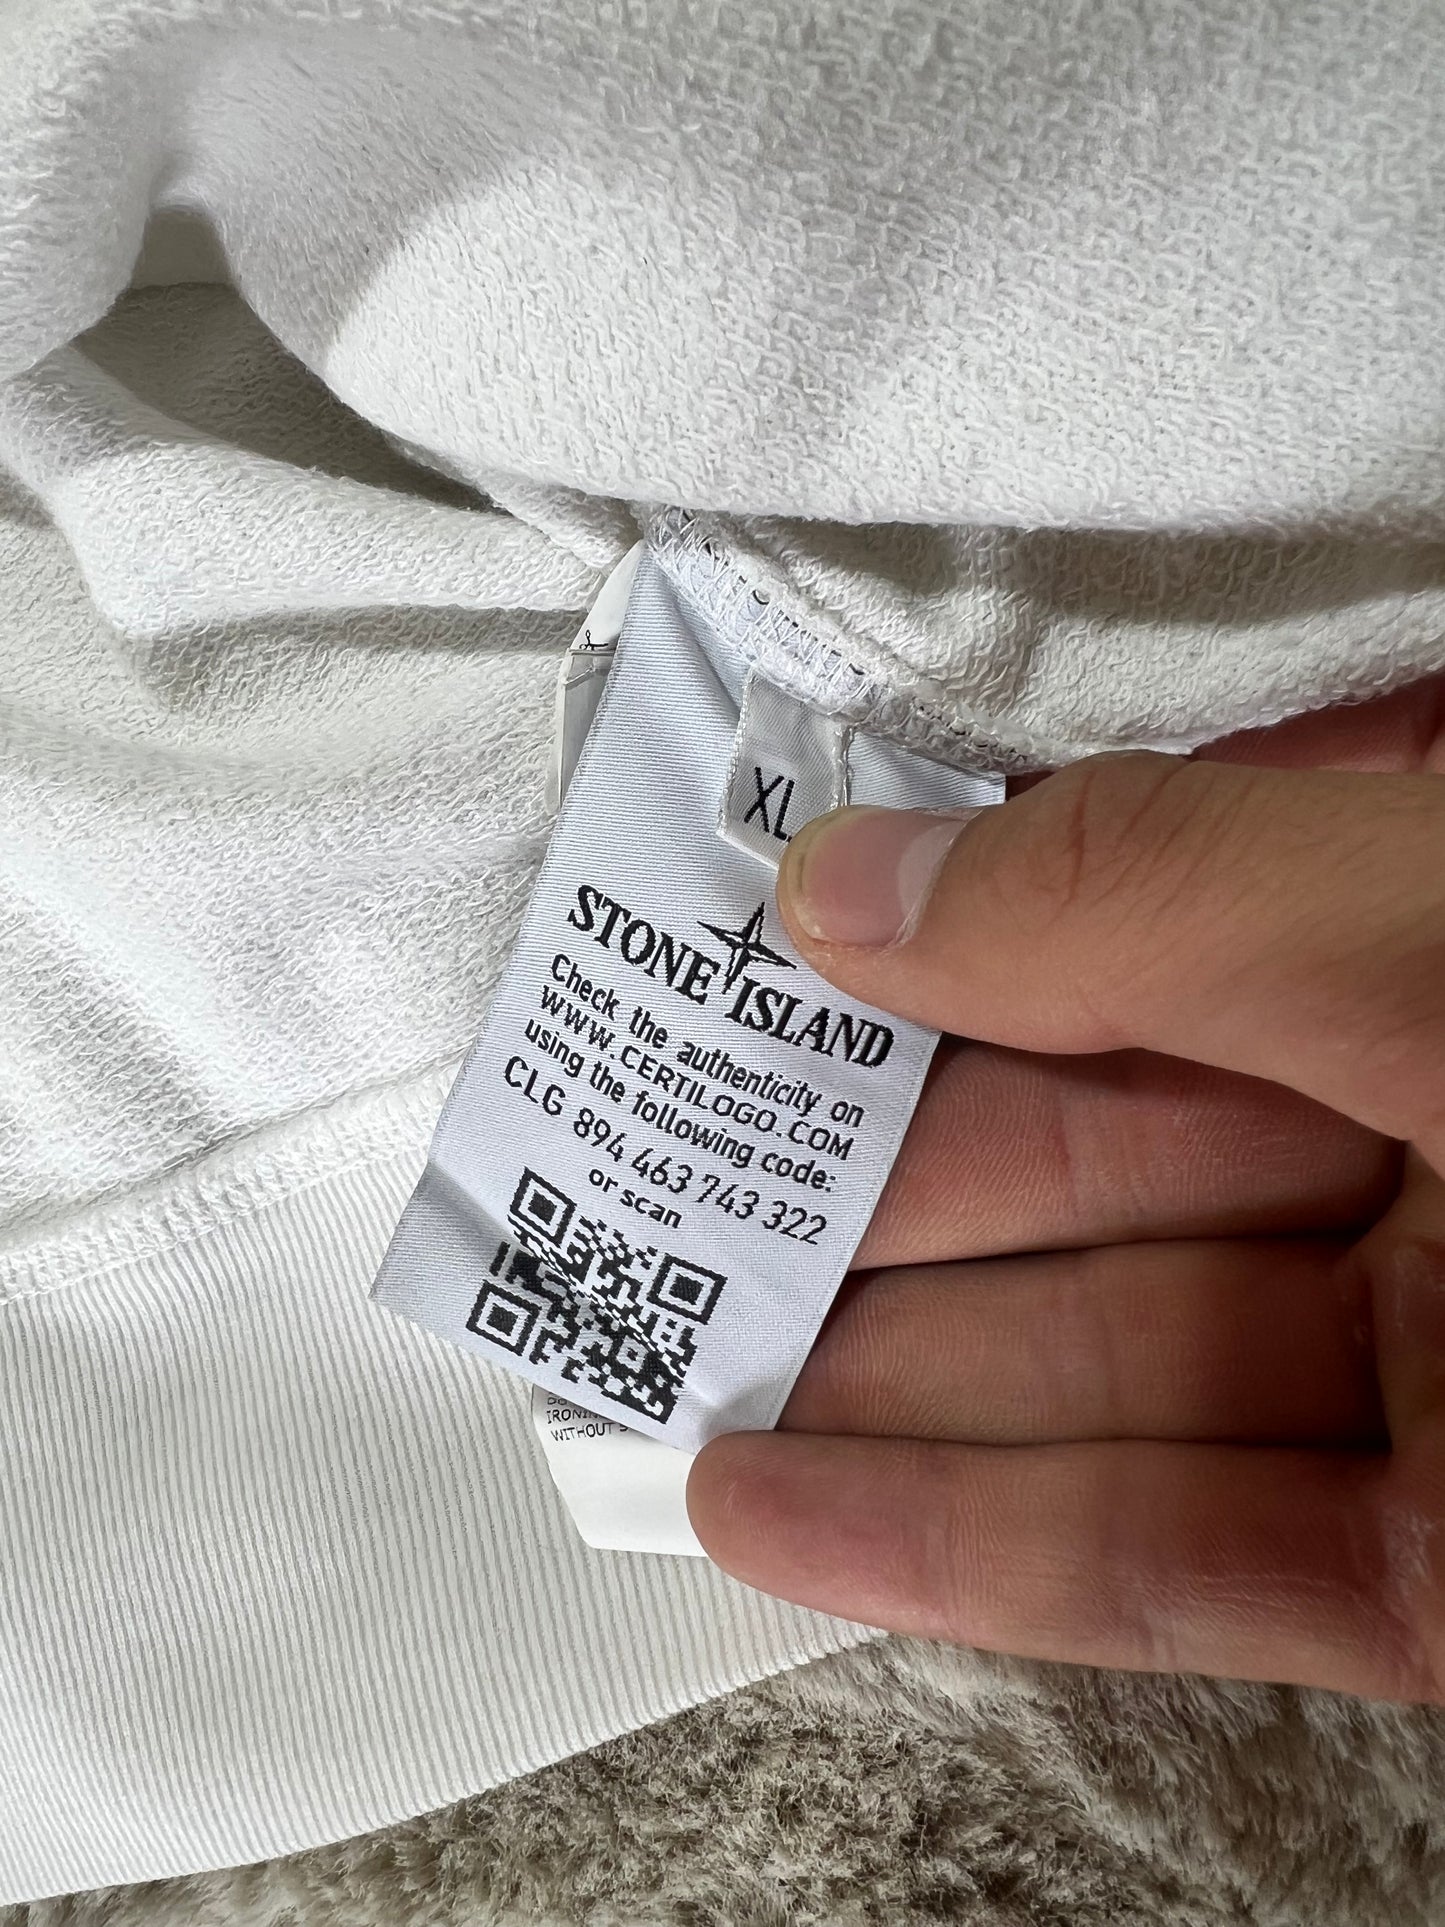 XL
STONE ISLAND
Check the authenticity on
WWW.CERTILOGO.COM
using the following code:
CLG 894 463 743 322
or scan
WITHOUT